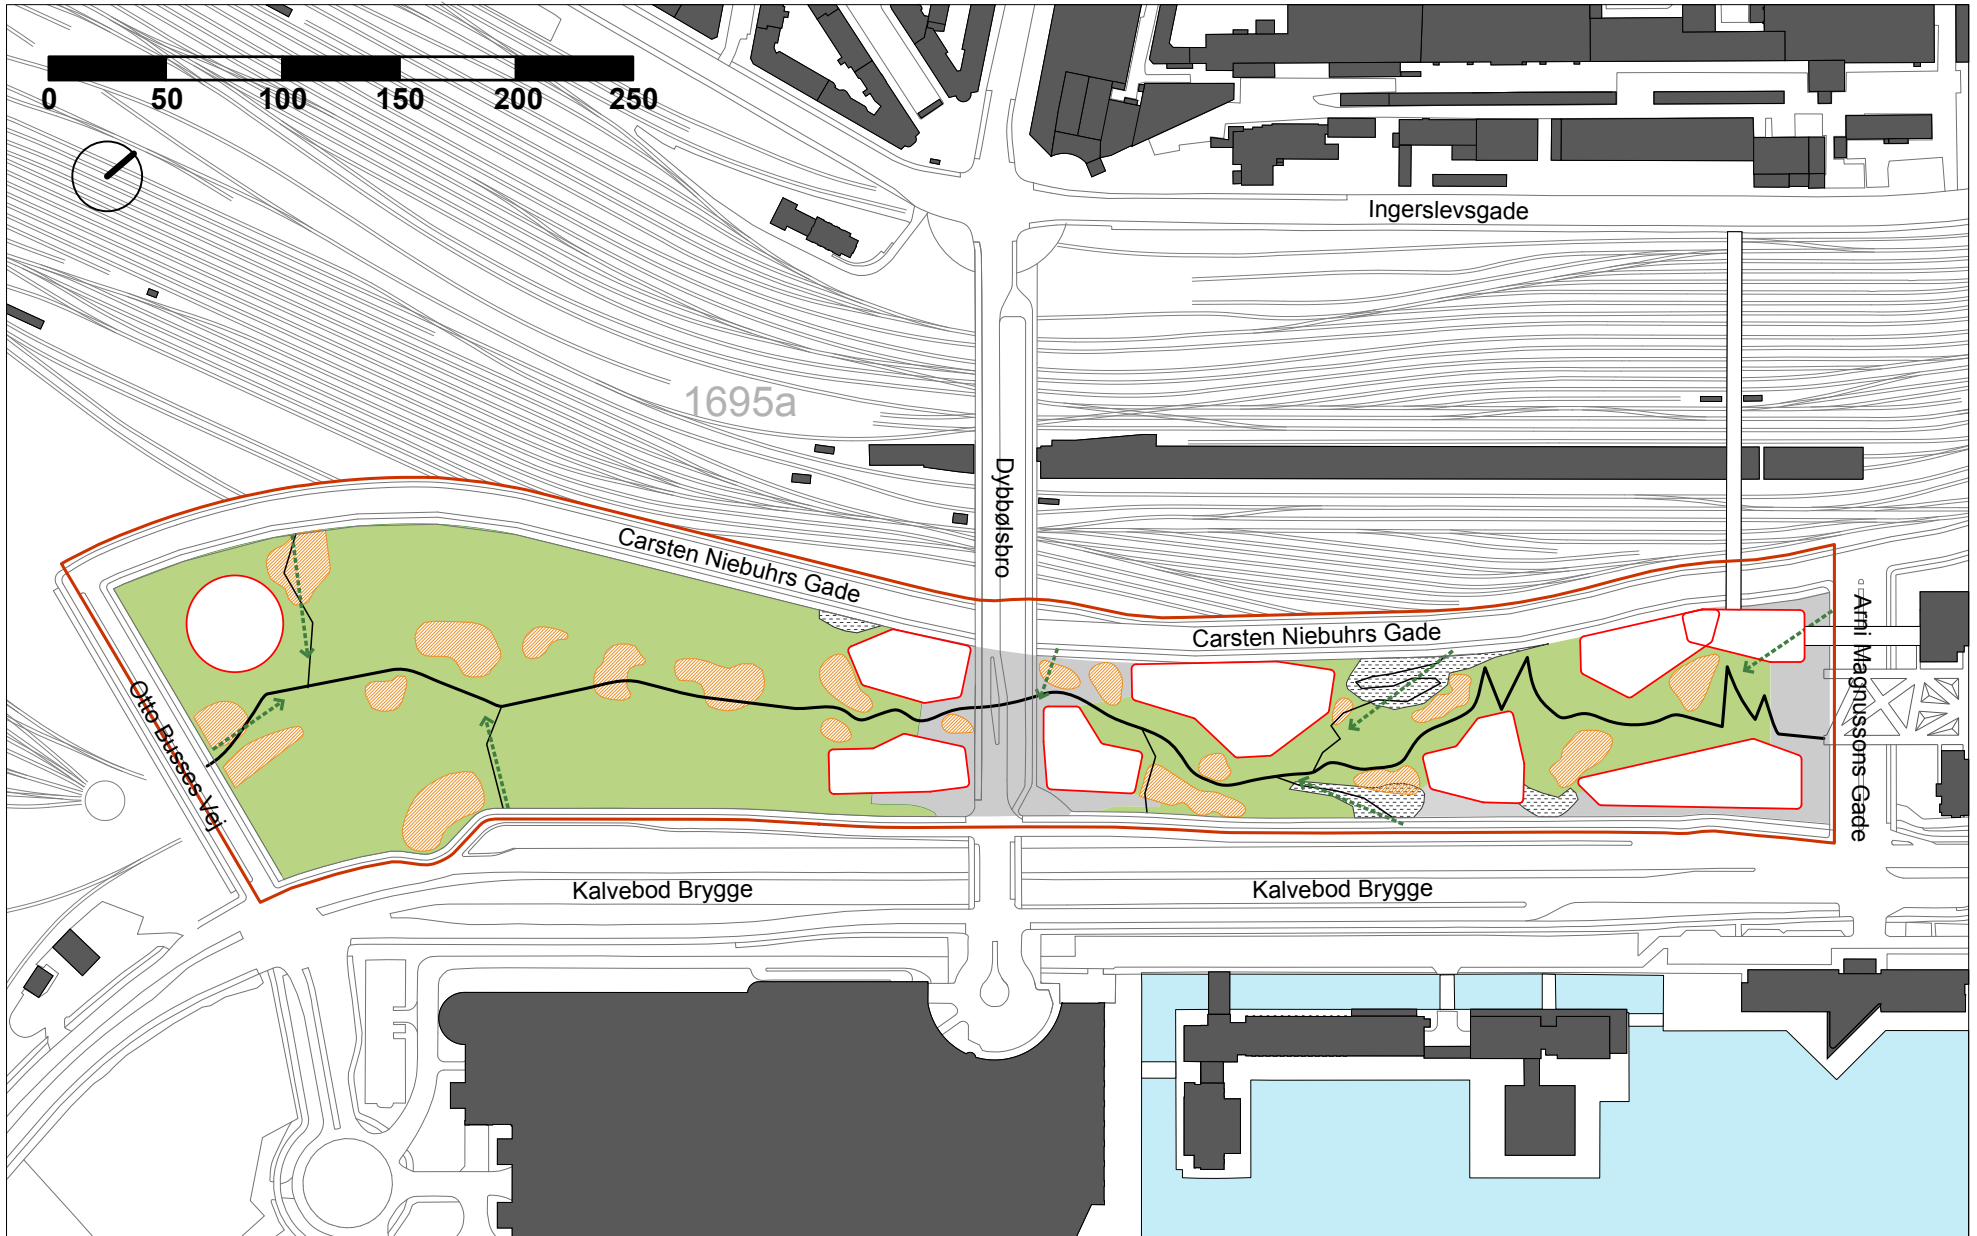 0 50 100 150 200 250
Ingerslevsgade
1695a
Dybbølsbro
Carsten Niebuhrs Gade
Carsten Niebuhrs Gade
Arni Magnussons Gade
Otto Busses Vej
Kalvebod Brygge
Kalvebod Brygge